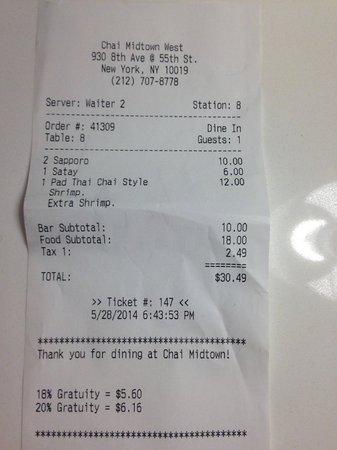 Chai Midtown West
930 8th Ave @ 55th St.
New York, NY 10019
(212) 707-8778
Server: Waiter 2 Station: 8
Order #: 41309 Dine In
Table: 8 Guests: 1
2 Sapporo 10.00
1 Satay 6.00
1 Pad Thai Chai Style 12.00
Shrimp.
Extra Shrimp.
Bar Subtotal: 10.00
Food Subtotal: 18.00
Tax 1: 2.49
========
TOTAL: $30.49
>> Ticket #: 147 <<
5/28/2014 6:43:53 PM
****************************************
Thank you for dining at Chai Midtown!
18% Gratuity = $5.60
20% Gratuity = $6.16
****************************************